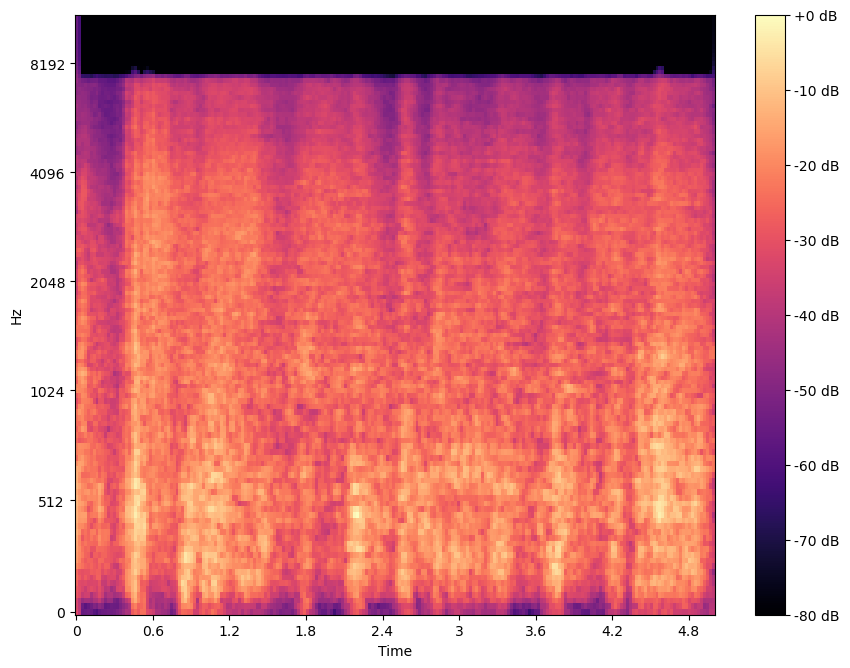 +0 dB
8192
-10 dB
4096
-20 dB
-30 dB
2048
Hz
-40 dB
1024
-50 dB
-60 dB
512
-70 dB
0
-80 dB
0 0.6 1.2 1.8 2.4 3 3.6 4.2 4.8
Time